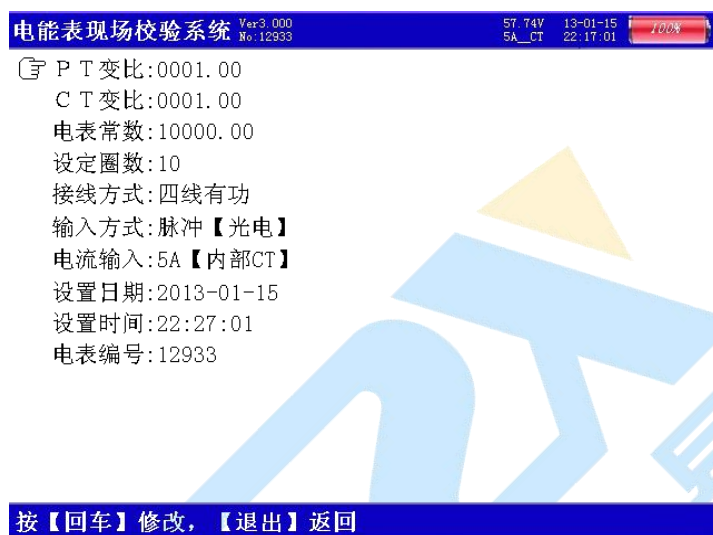 电能表现场校验系统 Ver3.000 No:12933 57.74V 5A__CT 13-01-15 22:17:01 100%
PT变比:0001.00
CT变比:0001.00
电表常数:10000.00
设定圈数:10
接线方式:四线有功
输入方式:脉冲【光电】
电流输入:5A【内部CT】
设置日期:2013-01-15
设置时间:22:27:01
电表编号:12933
按【回车】修改，【退出】返回